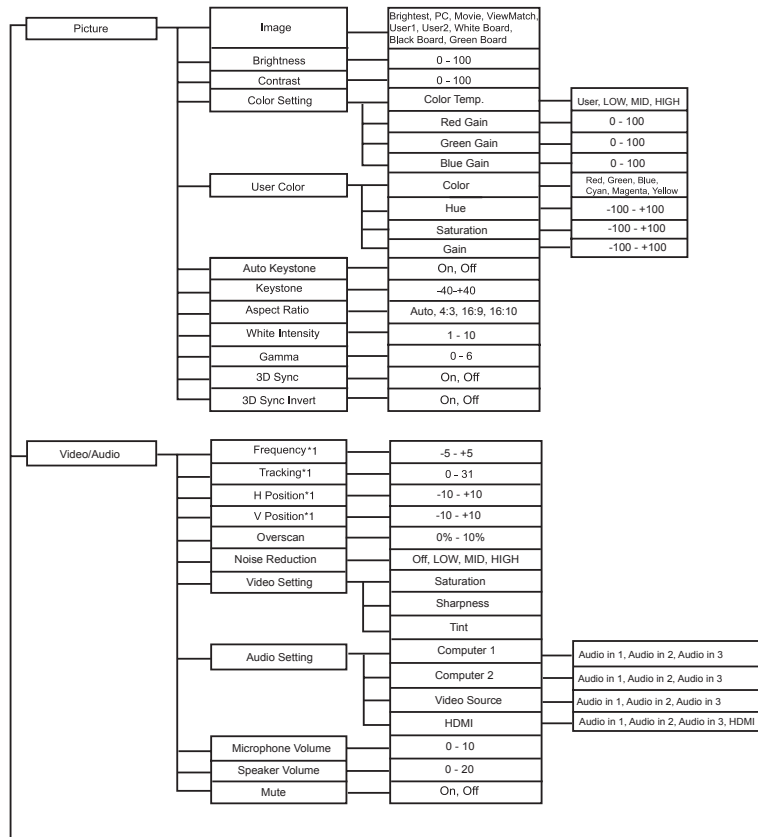 Picture
Image
Brightest, PC, Movie, ViewMatch,
User1, User2, White Board,
Black Board, Green Board
Brightness
0 - 100
Contrast
0 - 100
Color Setting
Color Temp.
User, LOW, MID, HIGH
Red Gain
0 - 100
Green Gain
0 - 100
Blue Gain
0 - 100
User Color
Color
Red, Green, Blue,
Cyan, Magenta, Yellow
Hue
-100 - +100
Saturation
-100 - +100
Gain
-100 - +100
Auto Keystone
On, Off
Keystone
-40-+40
Aspect Ratio
Auto, 4:3, 16:9, 16:10
White Intensity
1 - 10
Gamma
0 - 6
3D Sync
On, Off
3D Sync Invert
On, Off
Video/Audio
Frequency*1
-5 - +5
Tracking*1
0 - 31
H Position*1
-10 - +10
V Position*1
-10 - +10
Overscan
0% - 10%
Noise Reduction
Off, LOW, MID, HIGH
Video Setting
Saturation
Sharpness
Tint
Audio Setting
Computer 1
Audio in 1, Audio in 2, Audio in 3
Computer 2
Audio in 1, Audio in 2, Audio in 3
Video Source
Audio in 1, Audio in 2, Audio in 3
HDMI
Audio in 1, Audio in 2, Audio in 3, HDMI
Microphone Volume
0 - 10
Speaker Volume
0 - 20
Mute
On, Off